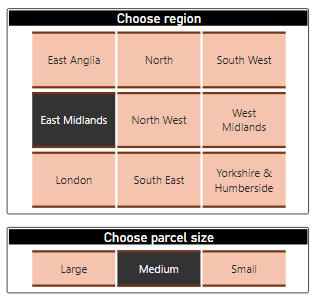 Choose region
East Anglia
North
South West
East Midlands
North West
West
Midlands
London
South East
Yorkshire &
Humberside
Choose parcel size
Large
Medium
Small